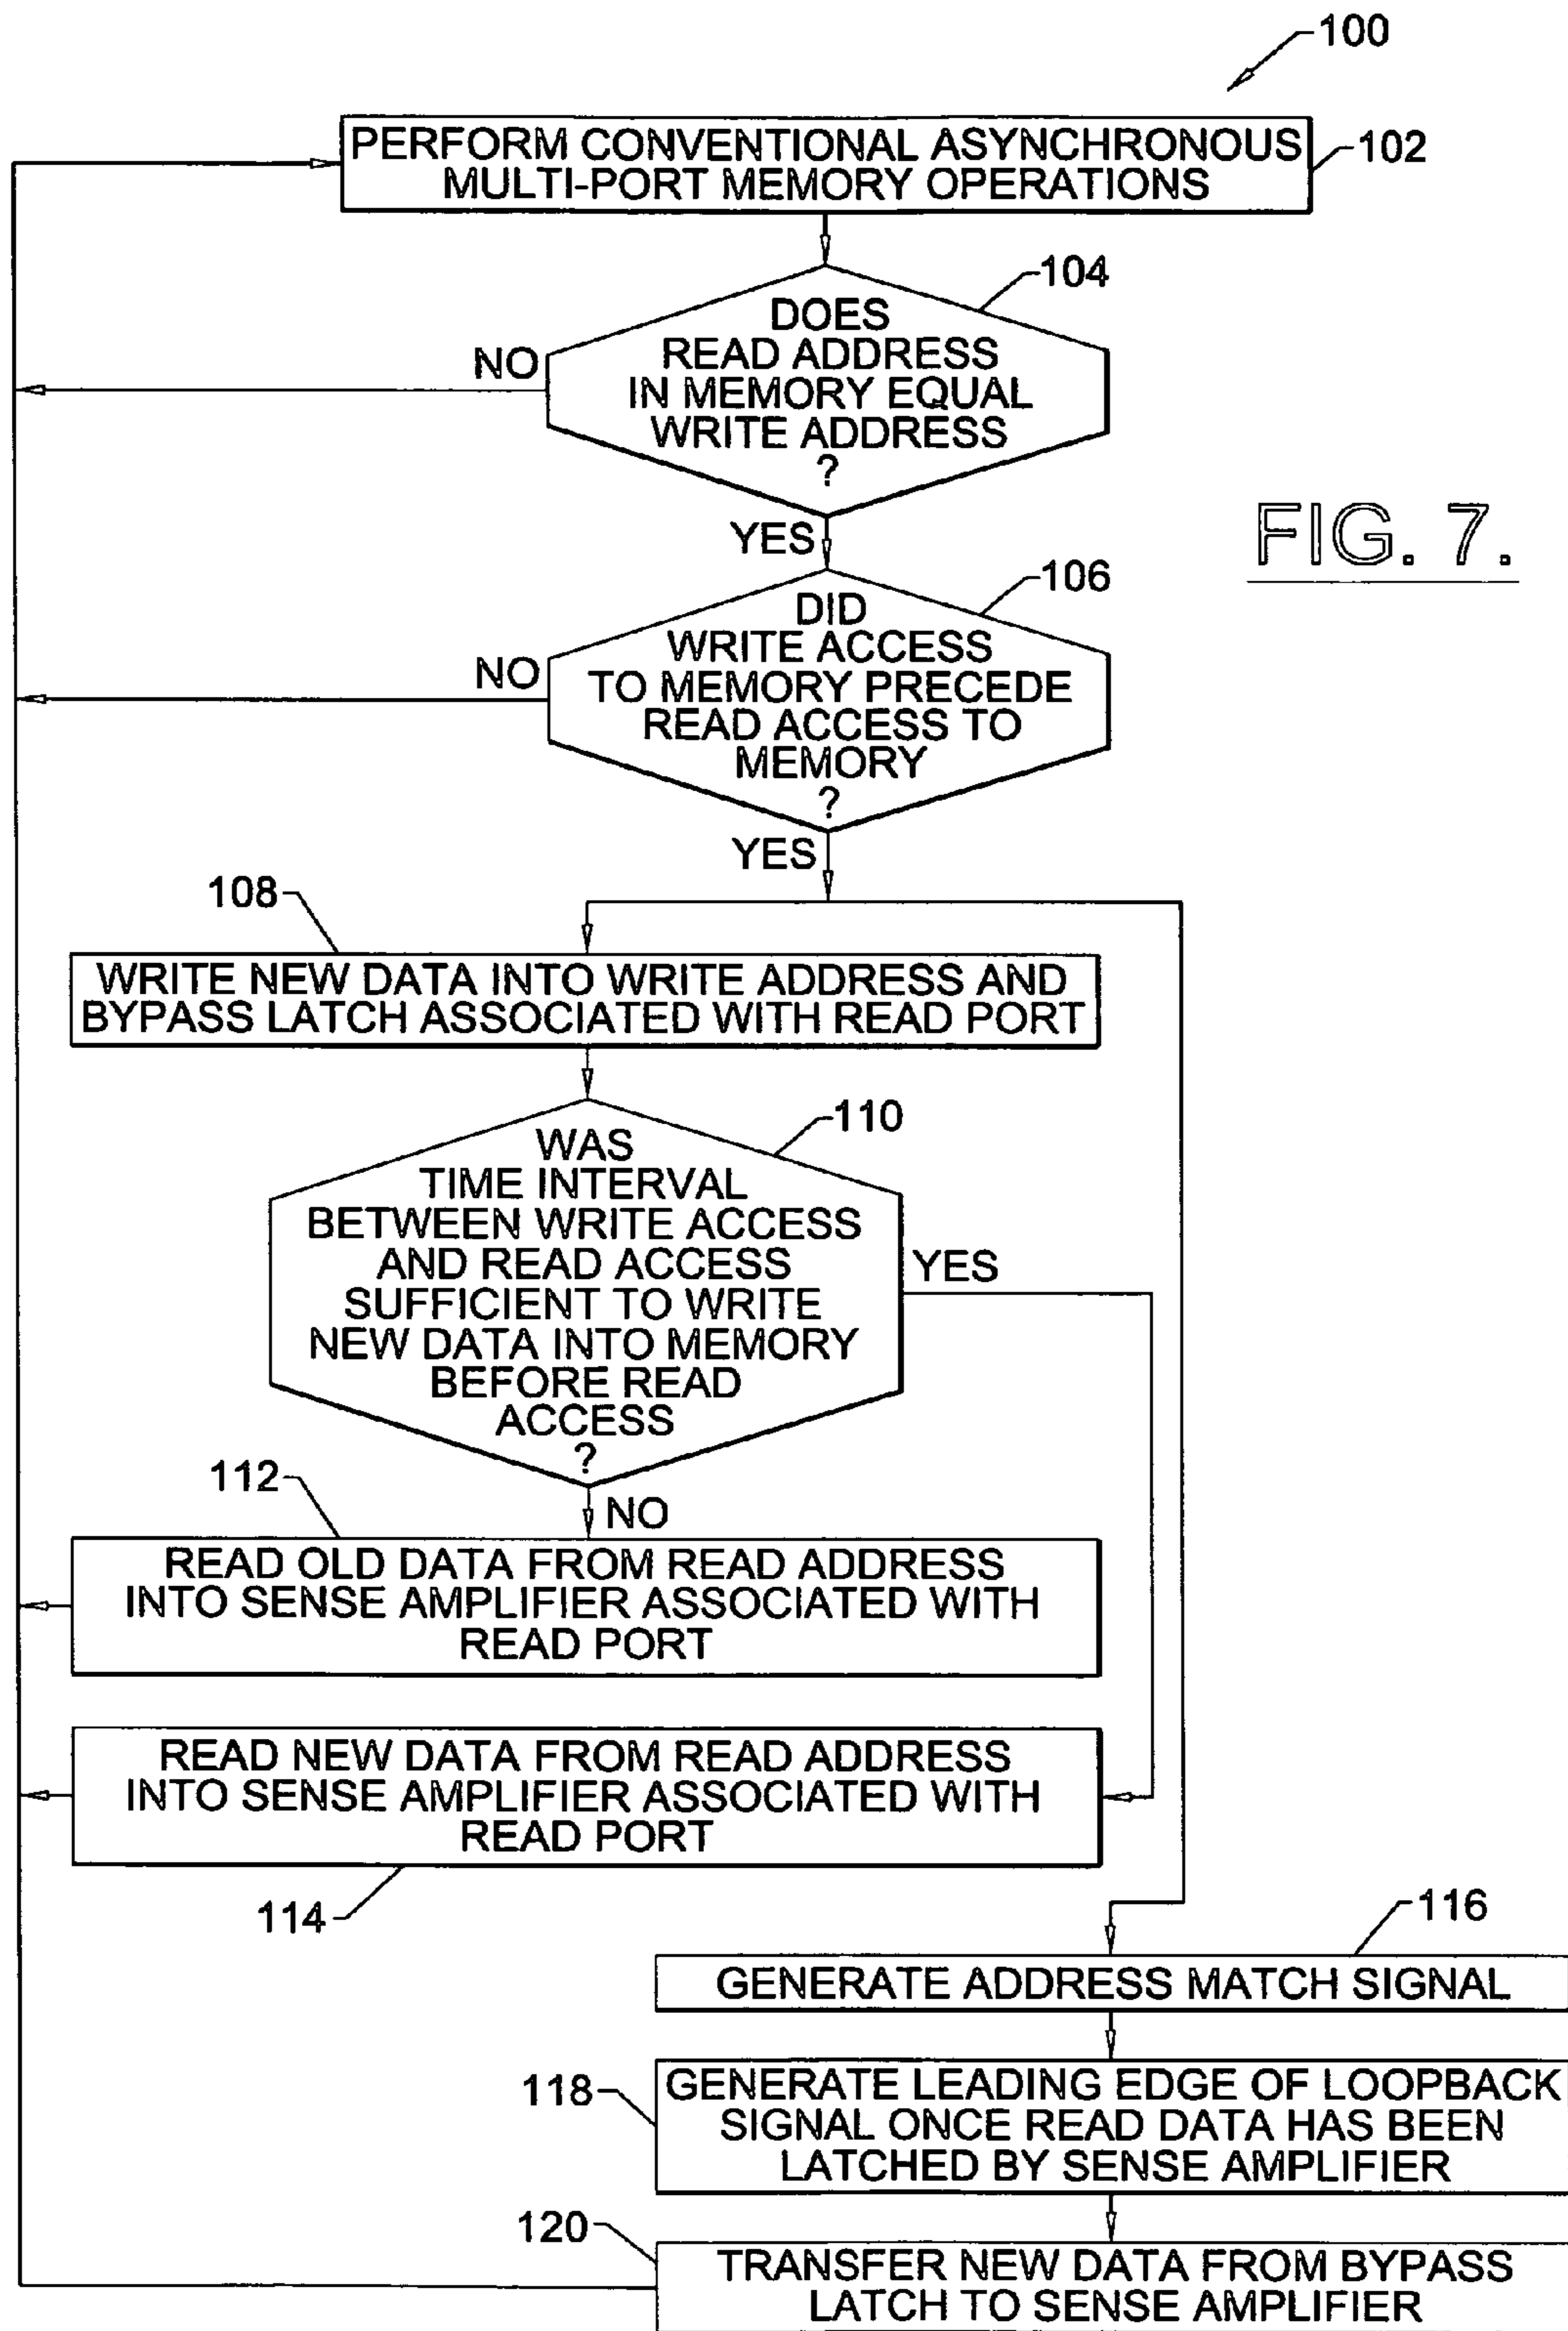 100
PERFORM CONVENTIONAL ASYNCHRONOUS
MULTI-PORT MEMORY OPERATIONS
102
104
DOES
READ ADDRESS
IN MEMORY EQUAL
WRITE ADDRESS
?
NO
YES
FIG. 7.
106
DID
WRITE ACCESS
TO MEMORY PRECEDE
READ ACCESS TO
MEMORY
?
NO
YES
108
WRITE NEW DATA INTO WRITE ADDRESS AND
BYPASS LATCH ASSOCIATED WITH READ PORT
110
WAS
TIME INTERVAL
BETWEEN WRITE ACCESS
AND READ ACCESS
SUFFICIENT TO WRITE
NEW DATA INTO MEMORY
BEFORE READ
ACCESS
?
YES
NO
112
READ OLD DATA FROM READ ADDRESS
INTO SENSE AMPLIFIER ASSOCIATED WITH
READ PORT
READ NEW DATA FROM READ ADDRESS
INTO SENSE AMPLIFIER ASSOCIATED WITH
READ PORT
114
116
GENERATE ADDRESS MATCH SIGNAL
118
GENERATE LEADING EDGE OF LOOPBACK
SIGNAL ONCE READ DATA HAS BEEN
LATCHED BY SENSE AMPLIFIER
120
TRANSFER NEW DATA FROM BYPASS
LATCH TO SENSE AMPLIFIER